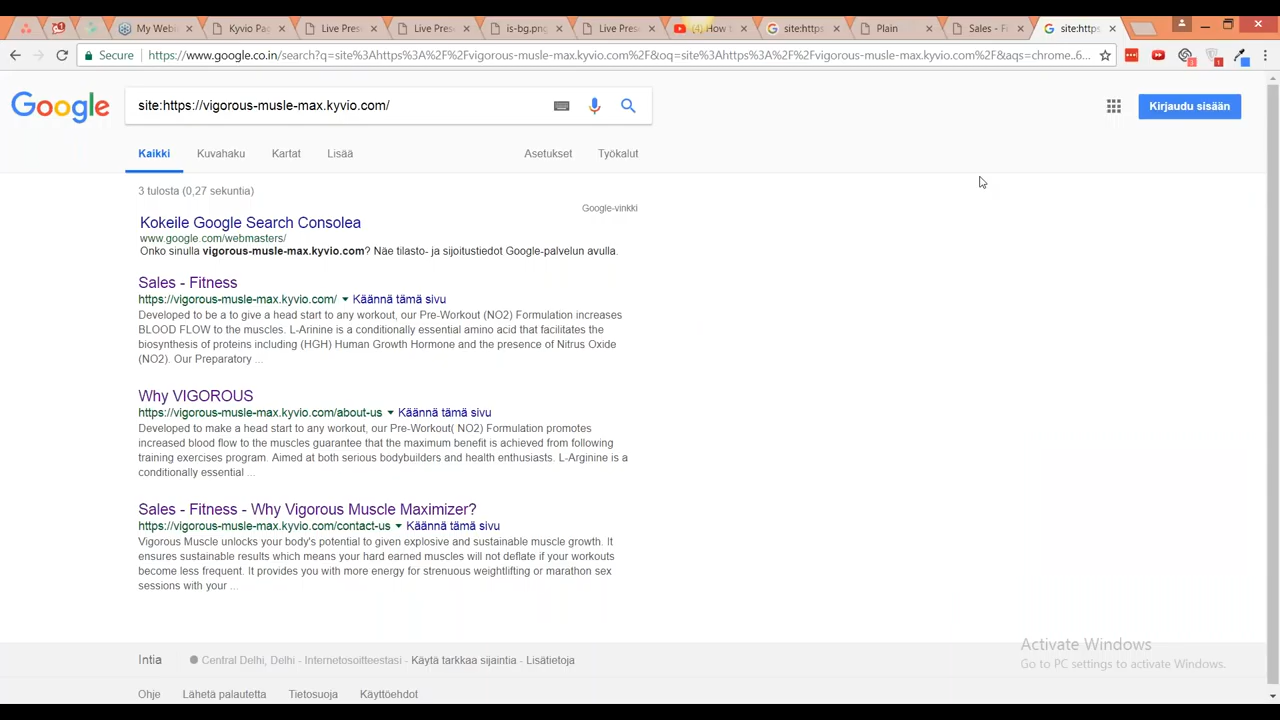 My Webi
Kyvio Pa
Live Pres
Live Pres
is-bg.png
Live Pres
(4) How t
site:https
Plain
Sales - Fi
site:https
Secure
https://www.google.co.in/search?q=site%3Ahttps%3A%2F%2Fvigorous-musle-max.kyvio.com%2F&oq=site%3Ahttps%3A%2F%2Fvigorous-musle-max.kyvio.com%2F&aqs=chrome..6...
Google
site:https://vigorous-musle-max.kyvio.com/
Kirjaudu sisään
Kaikki Kuvahaku Kartat Lisää Asetukset Työkalut
3 tulosta (0,27 sekuntia)
Google-vinkki
Kokeile Google Search Consolea
www.google.com/webmasters/
Onko sinulla vigorous-musle-max.kyvio.com? Näe tilasto- ja sijoitustiedot Google-palvelun avulla.
Sales - Fitness
https://vigorous-musle-max.kyvio.com/ Käännä tämä sivu
Developed to be a to give a head start to any workout, our Pre-Workout (NO2) Formulation increases
BLOOD FLOW to the muscles. L-Arinine is a conditionally essential amino acid that facilitates the
biosynthesis of proteins including (HGH) Human Growth Hormone and the presence of Nitrus Oxide
(NO2). Our Preparatory ...
Why VIGOROUS
https://vigorous-musle-max.kyvio.com/about-us Käännä tämä sivu
Developed to make a head start to any workout, our Pre-Workout( NO2) Formulation promotes
increased blood flow to the muscles guarantee that the maximum benefit is achieved from following
training exercises program. Aimed at both serious bodybuilders and health enthusiasts. L-Arginine is a
conditionally essential ...
Sales - Fitness - Why Vigorous Muscle Maximizer?
https://vigorous-musle-max.kyvio.com/contact-us Käännä tämä sivu
Vigorous Muscle unlocks your body's potential to given explosive and sustainable muscle growth. It
ensures sustainable results which means your hard earned muscles will not deflate if your workouts
become less frequent. It provides you with more energy for strenuous weightlifting or marathon sex
sessions with your ...
Activate Windows
Go to PC settings to activate Windows.
Intia Central Delhi, Delhi - Internetosoitteestasi - Käytä tarkkaa sijaintia - Lisätietoja
Ohje Lähetä palautetta Tietosuoja Käyttöehdot